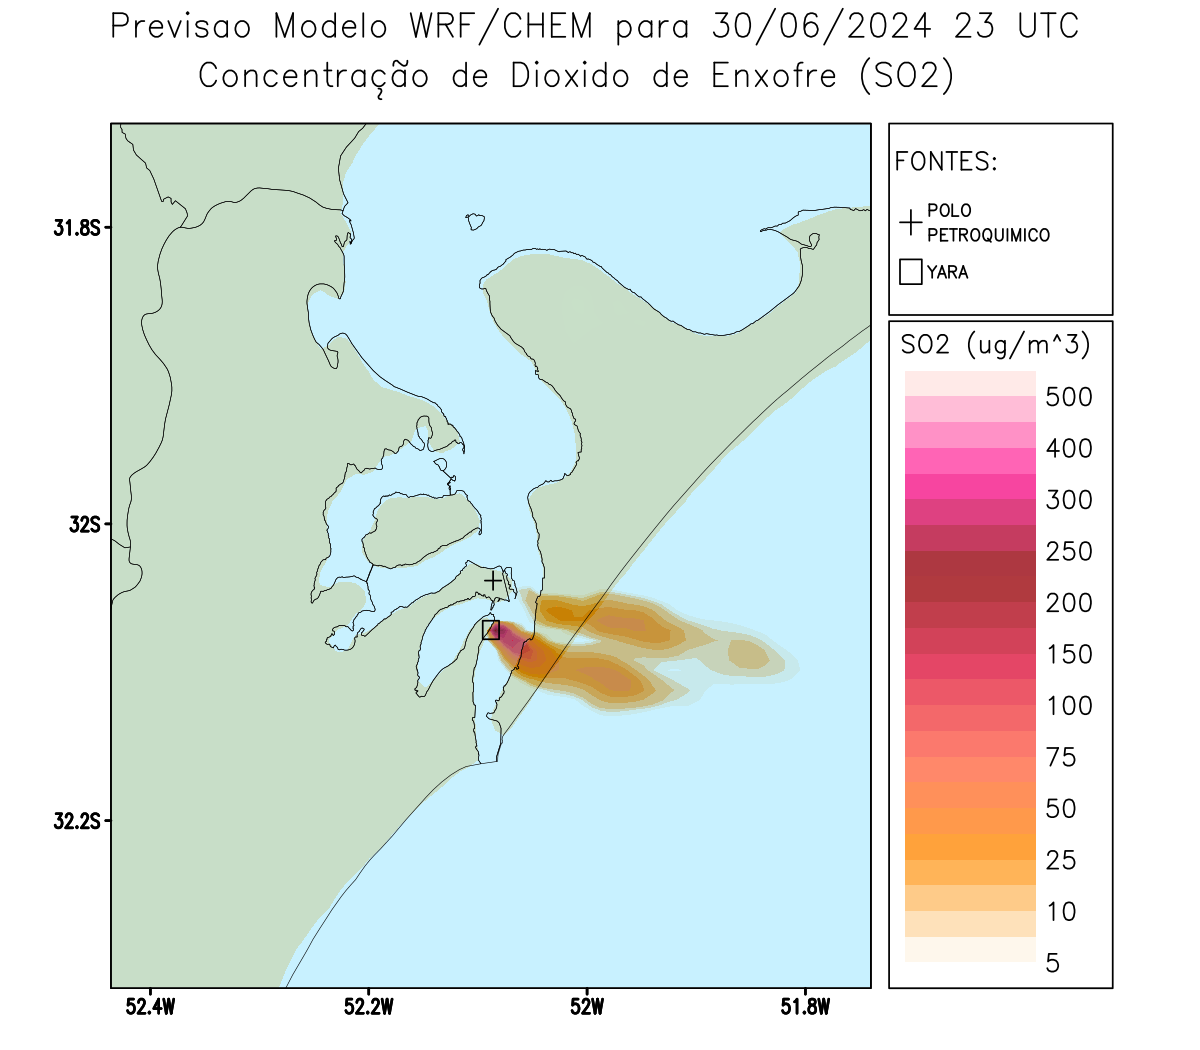 Previsao Modelo WRF/CHEM para 30/06/2024 23 UTC
Concentração de Dioxido de Enxofre (SO2)
FONTES:
POLO
PETROQUIMICO
YARA
31.8S
32S
32.2S
52.4W
52.2W
52W
51.8W
SO2 (ug/m^3)
500
400
300
250
200
150
100
75
50
25
10
5